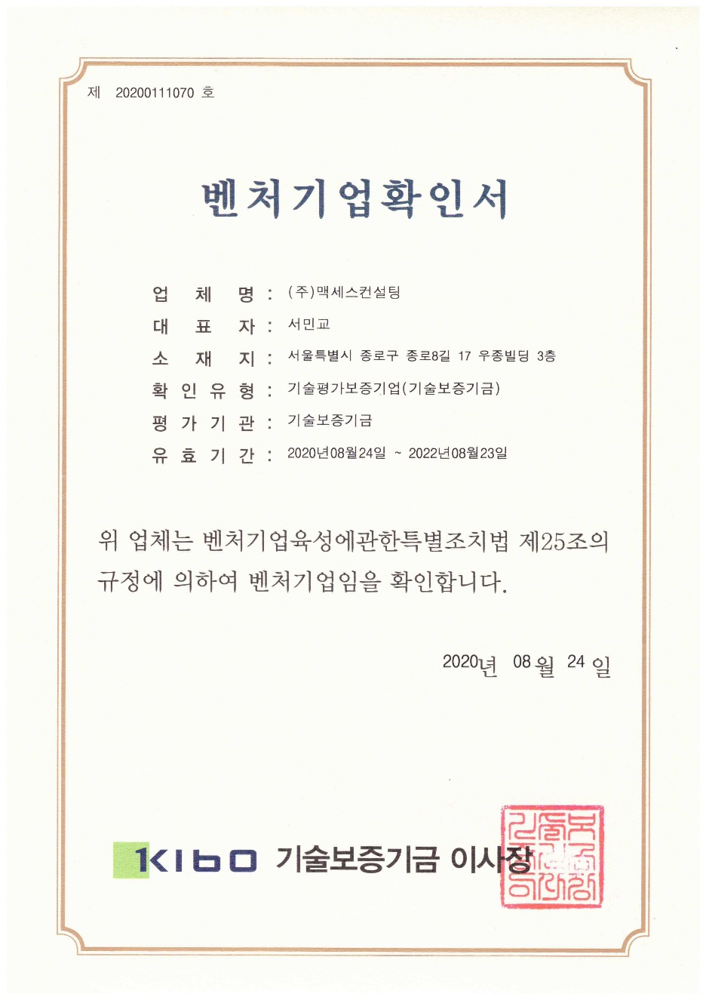 제 20200111070 호
벤처기업확인서
업 체 명 : (주)맥세스컨설팅
대 표 자 : 서민교
소 재 지 : 서울특별시 종로구 종로8길 17 우종빌딩 3층
확 인 유 형 : 기술평가보증기업(기술보증기금)
평 가 기 관 : 기술보증기금
유 효 기 간 : 2020년08월24일 ~ 2022년08월23일
위 업체는 벤처기업육성에관한특별조치법 제25조의
규정에 의하여 벤처기업임을 확인합니다.
2020년 08월 24일
KIBO 기술보증기금 이사장